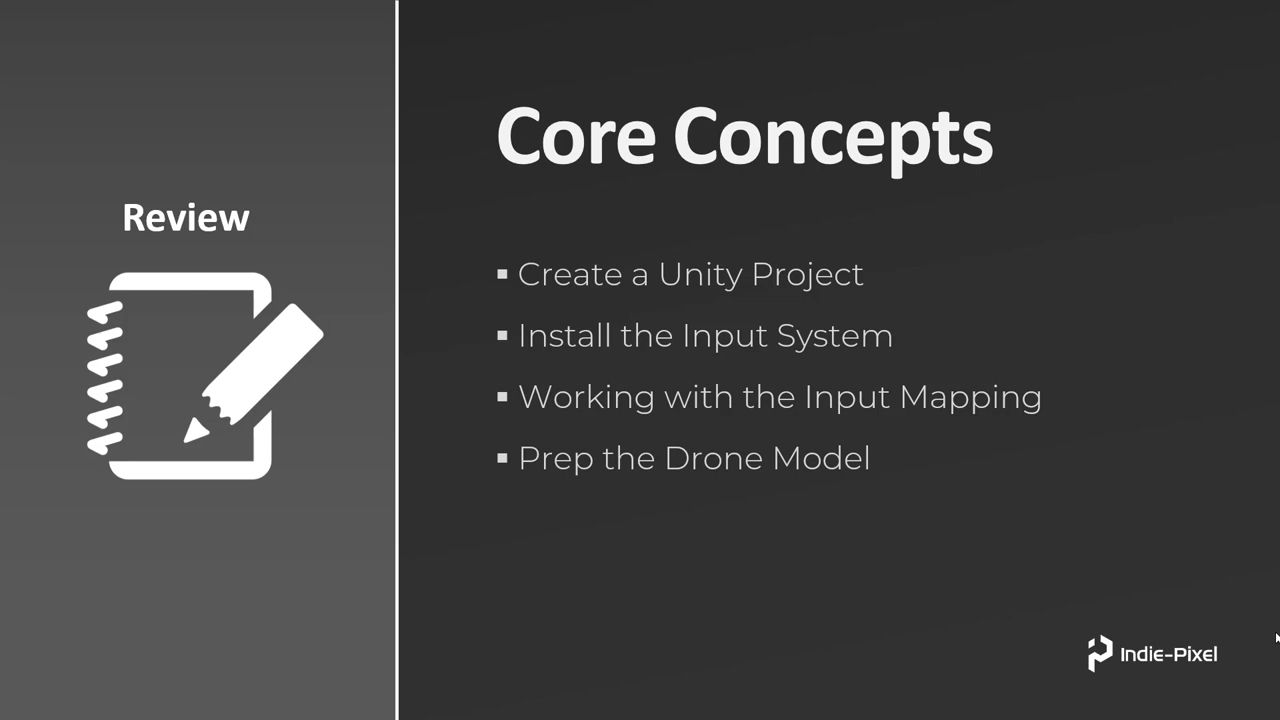 Review
Core Concepts
▪ Create a Unity Project
▪ Install the Input System
▪ Working with the Input Mapping
▪ Prep the Drone Model
Indie-Pixel